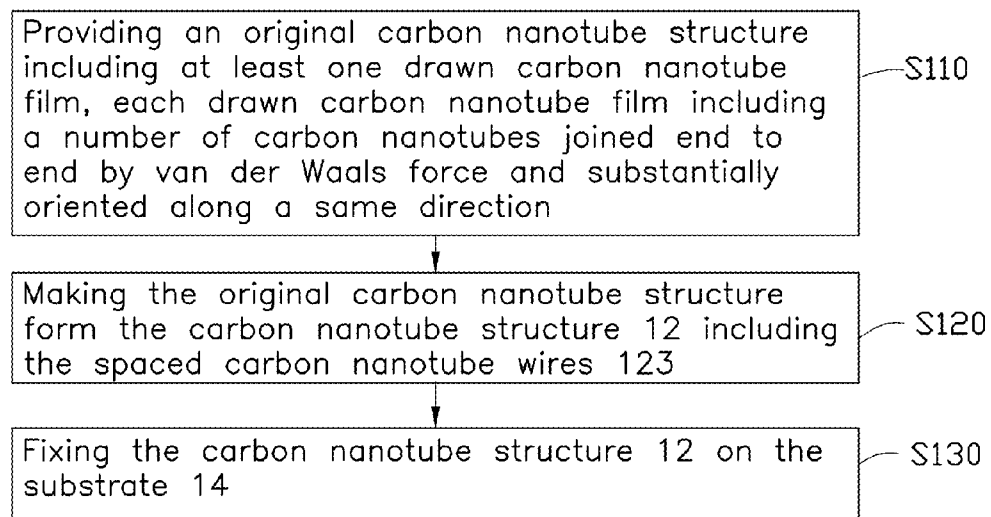 Providing an original carbon nanotube structure
including at least one drawn carbon nanotube
film, each drawn carbon nanotube film including
a number of carbon nanotubes joined end to
end by van der Waals force and substantially
oriented along a same direction
S110
Making the original carbon nanotube structure
form the carbon nanotube structure 12 including
the spaced carbon nanotube wires 123
S120
Fixing the carbon nanotube structure 12 on the
substrate 14
S130